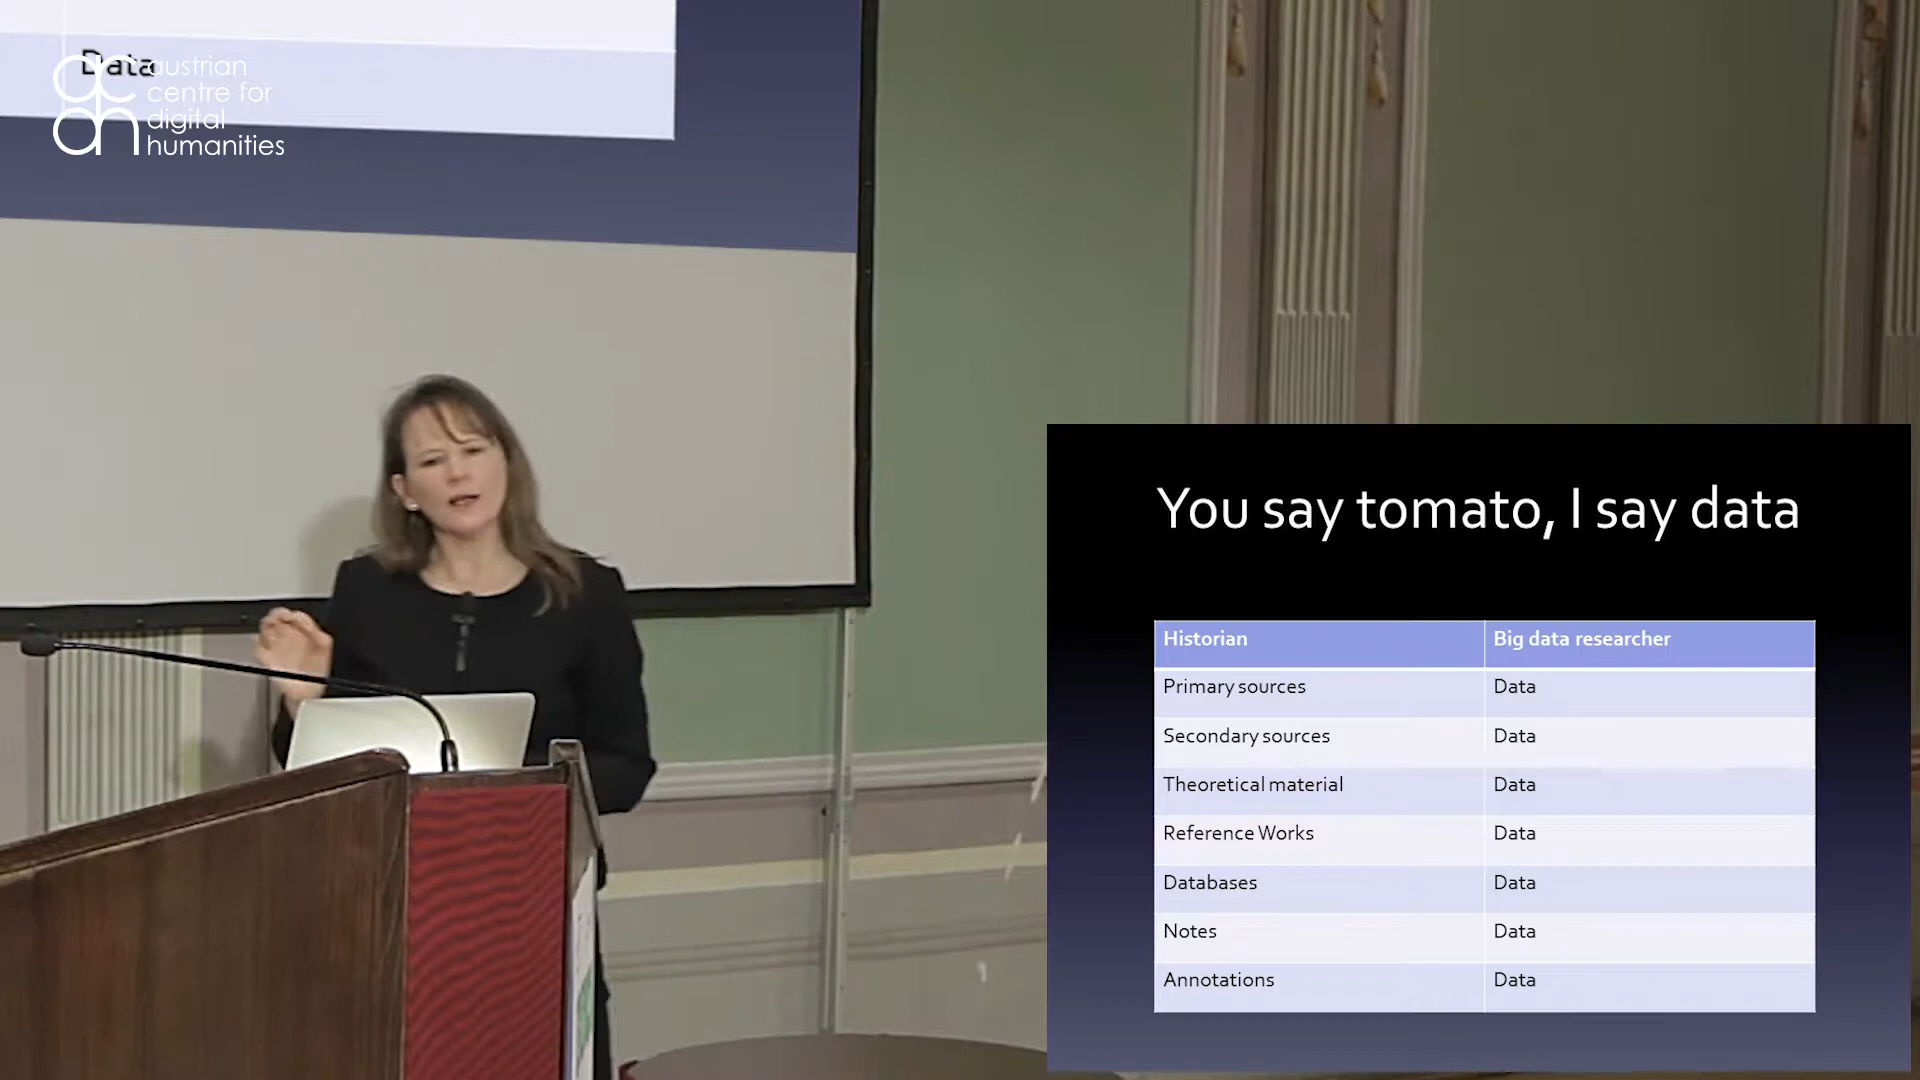 Data
austrian
centre for
digital
humanities
You say tomato, I say data
Historian Big data researcher
Primary sources Data
Secondary sources Data
Theoretical material Data
Reference Works Data
Databases Data
Notes Data
Annotations Data